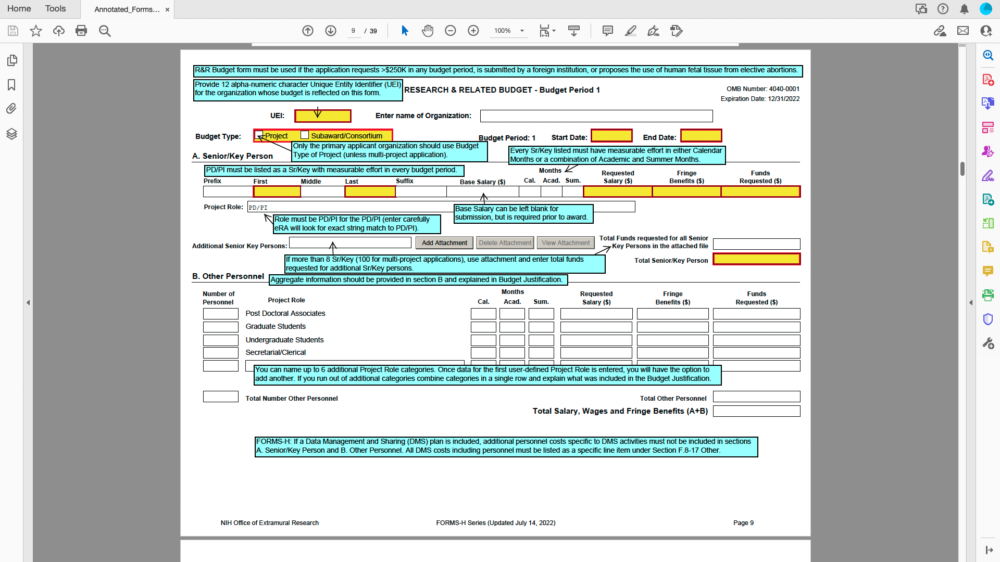 Home Tools Annotated_Forms... ×
9 / 39 100%
R&R Budget form must be used if the application requests >$250K in any budget period, is submitted by a foreign institution, or proposes the use of human fetal tissue from elective abortions.
Provide 12 alpha-numeric character Unique Entity Identifier (UEI)
for the organization whose budget is reflected on this form.
RESEARCH & RELATED BUDGET - Budget Period 1
OMB Number: 4040-0001
Expiration Date: 12/31/2022
UEI: Enter name of Organization:
Budget Type: Project Subaward/Consortium Budget Period: 1 Start Date: End Date:
Only the primary applicant organization should use Budget
Type of Project (unless multi-project application).
Every Sr/Key listed must have measurable effort in either Calendar
Months or a combination of Academic and Summer Months.
A. Senior/Key Person
PD/PI must be listed as a Sr/Key with measurable effort in every budget period.
Months Requested Fringe Funds
Prefix First Middle Last Suffix Base Salary ($) Cal. Acad. Sum. Salary ($) Benefits ($) Requested ($)
Project Role: PD/PI
Base Salary can be left blank for
submission, but is required prior to award.
Role must be PD/PI for the PD/PI (enter carefully
eRA will look for exact string match to PD/PI).
Additional Senior Key Persons: Add Attachment Delete Attachment View Attachment
Total Funds requested for all Senior
Key Persons in the attached file
If more than 8 Sr/Key (100 for multi-project applications), use attachment and enter total funds
requested for additional Sr/Key persons.
Total Senior/Key Person
B. Other Personnel
Aggregate information should be provided in section B and explained in Budget Justification.
Number of Months Requested Fringe Funds
Personnel Project Role Cal. Acad. Sum. Salary ($) Benefits ($) Requested ($)
Post Doctoral Associates
Graduate Students
Undergraduate Students
Secretarial/Clerical
You can name up to 6 additional Project Role categories. Once data for the first user-defined Project Role is entered, you will have the option to
add another. If you run out of additional categories combine categories in a single row and explain what was included in the Budget Justification.
Total Number Other Personnel Total Other Personnel
Total Salary, Wages and Fringe Benefits (A+B)
FORMS-H: If a Data Management and Sharing (DMS) plan is included, additional personnel costs specific to DMS activities must not be included in sections
A. Senior/Key Person and B. Other Personnel. All DMS costs including personnel must be listed as a specific line item under Section F.8-17 Other.
NIH Office of Extramural Research FORMS-H Series (Updated July 14, 2022) Page 9